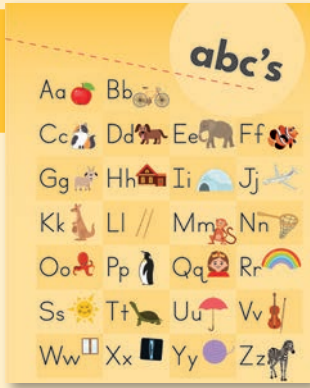 abc's
Aa Bb
Cc Dd Ee Ff
Gg Hh Ii Jj
Kk Ll Mm Nn
Oo Pp Qq Rr
Ss Tt Uu Vv
Ww Xx Yy Zz